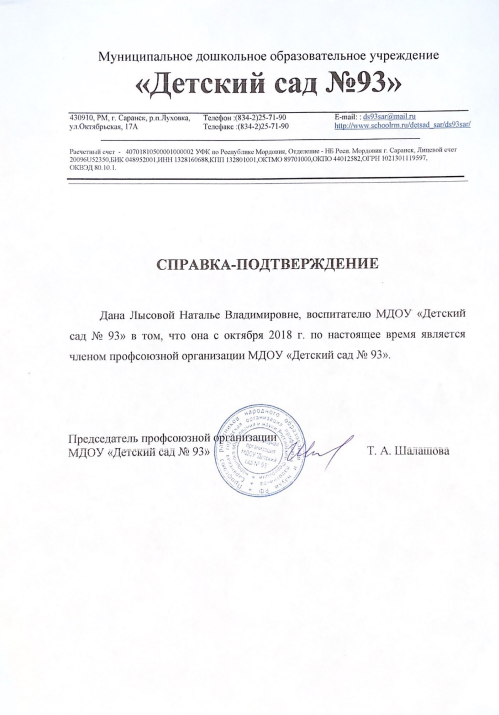 Муниципальное дошкольное образовательное учреждение
«Детский сад №93»
430910, РМ, г. Саранск, р.п.Луховка, Телефон :(834-2)25-71-90 E-mail: : ds93sar@mail.ru
ул.Октябрьская, 17А Телефакс :(834-2)25-71-90 http://www.schoolrm.ru/detsad_sar/ds93sar/
Расчетный счет - 40701810500001000002 УФК по Республике Мордовия, Отделение - НБ Респ. Мордовия г. Саранск, Лицевой счет
20096U52350,БИК 048952001,ИНН 1328160688,КПП 132801001,ОКТМО 89701000,ОКПО 44012582,ОГРН 1021301119597,
ОКВЭД 80.10.1.
СПРАВКА-ПОДТВЕРЖДЕНИЕ
Дана Лысовой Наталье Владимировне, воспитателю МДОУ «Детский
сад № 93» в том, что она с октября 2018 г. по настоящее время является
членом профсоюзной организации МДОУ «Детский сад № 93».
Председатель профсоюзной организации
МДОУ «Детский сад № 93» Т. А. Шалашова